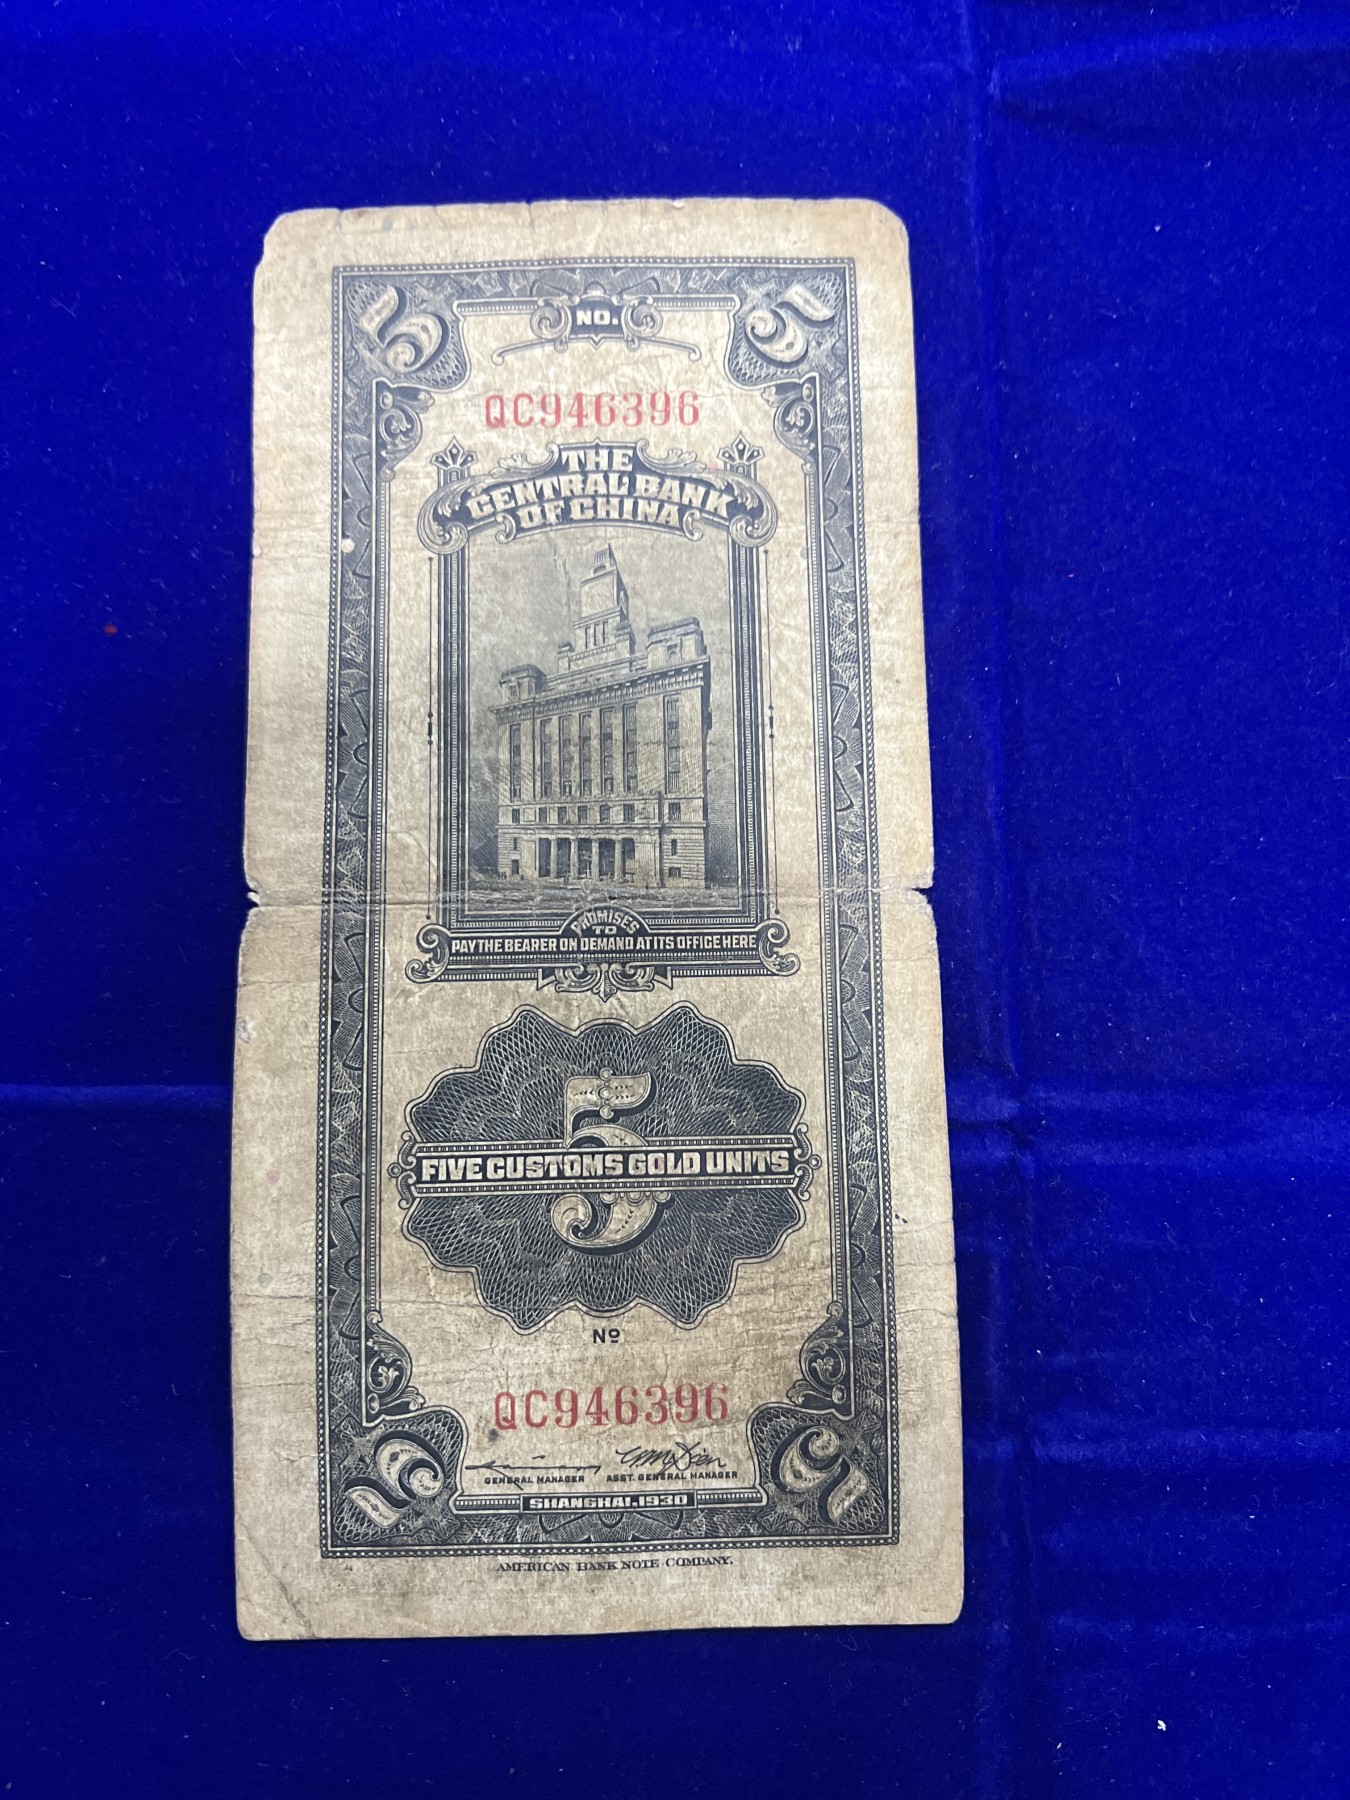 5 5
NO.
QC946396
THE
CENTRAL BANK
OF CHINA
PROMISES
TO
PAY THE BEARER ON DEMAND AT ITS OFFICE HERE
5
FIVE CUSTOMS GOLD UNITS
Nº
QC946396
GENERAL MANAGER ASST. GENERAL MANAGER
5 5
SHANGHAI.1930
AMERICAN BANK NOTE COMPANY.